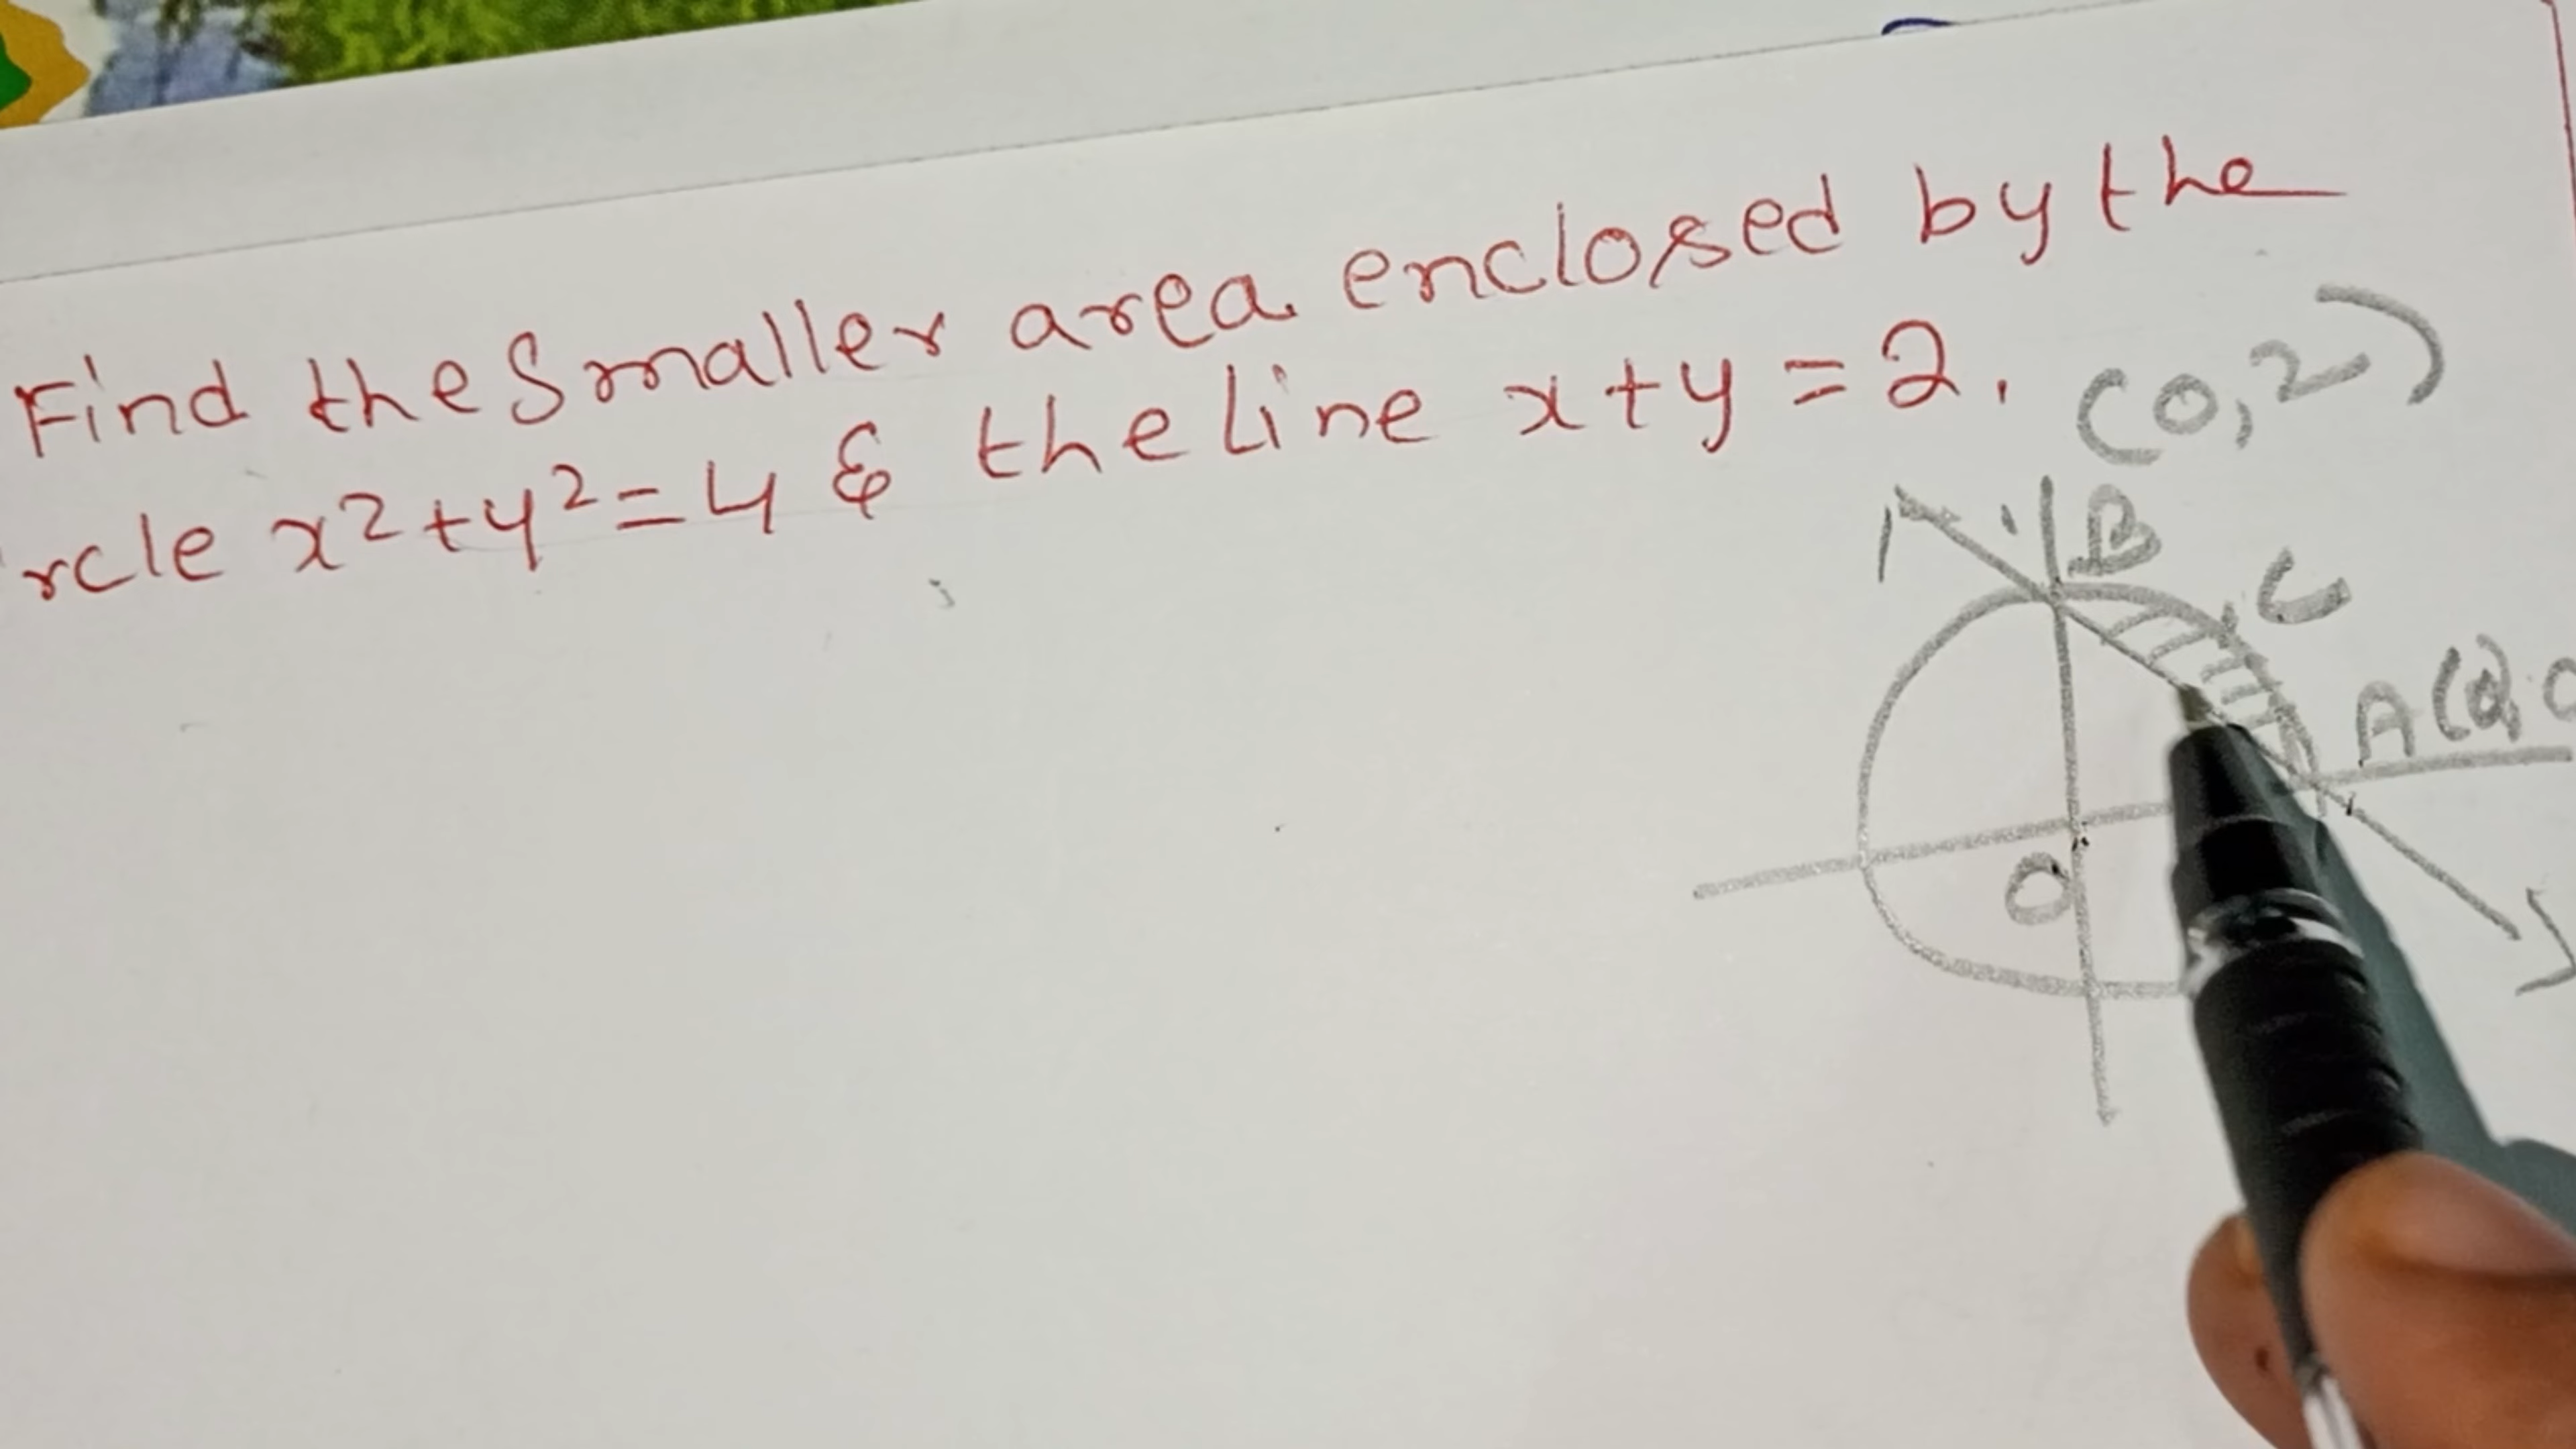 Find the Smaller area enclosed by the
rcle x²+y²=4 & the line x+y=2.
(0,2)
B
C
A(2,0
O